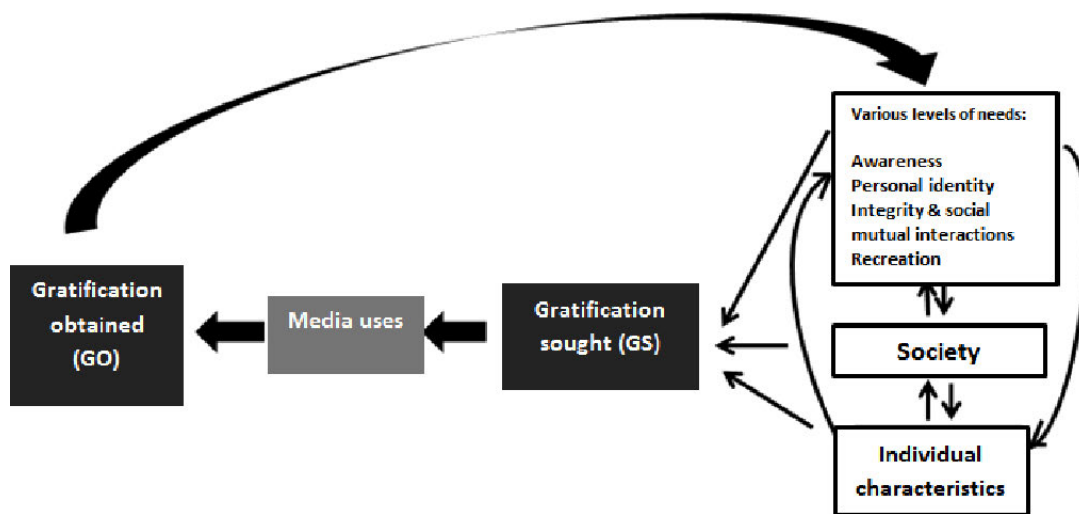 Various levels of needs:
Awareness
Personal identity
Integrity & social
mutual interactions
Recreation
Gratification
obtained
(GO)
Media uses
Gratification
sought (GS)
Society
Individual
characteristics